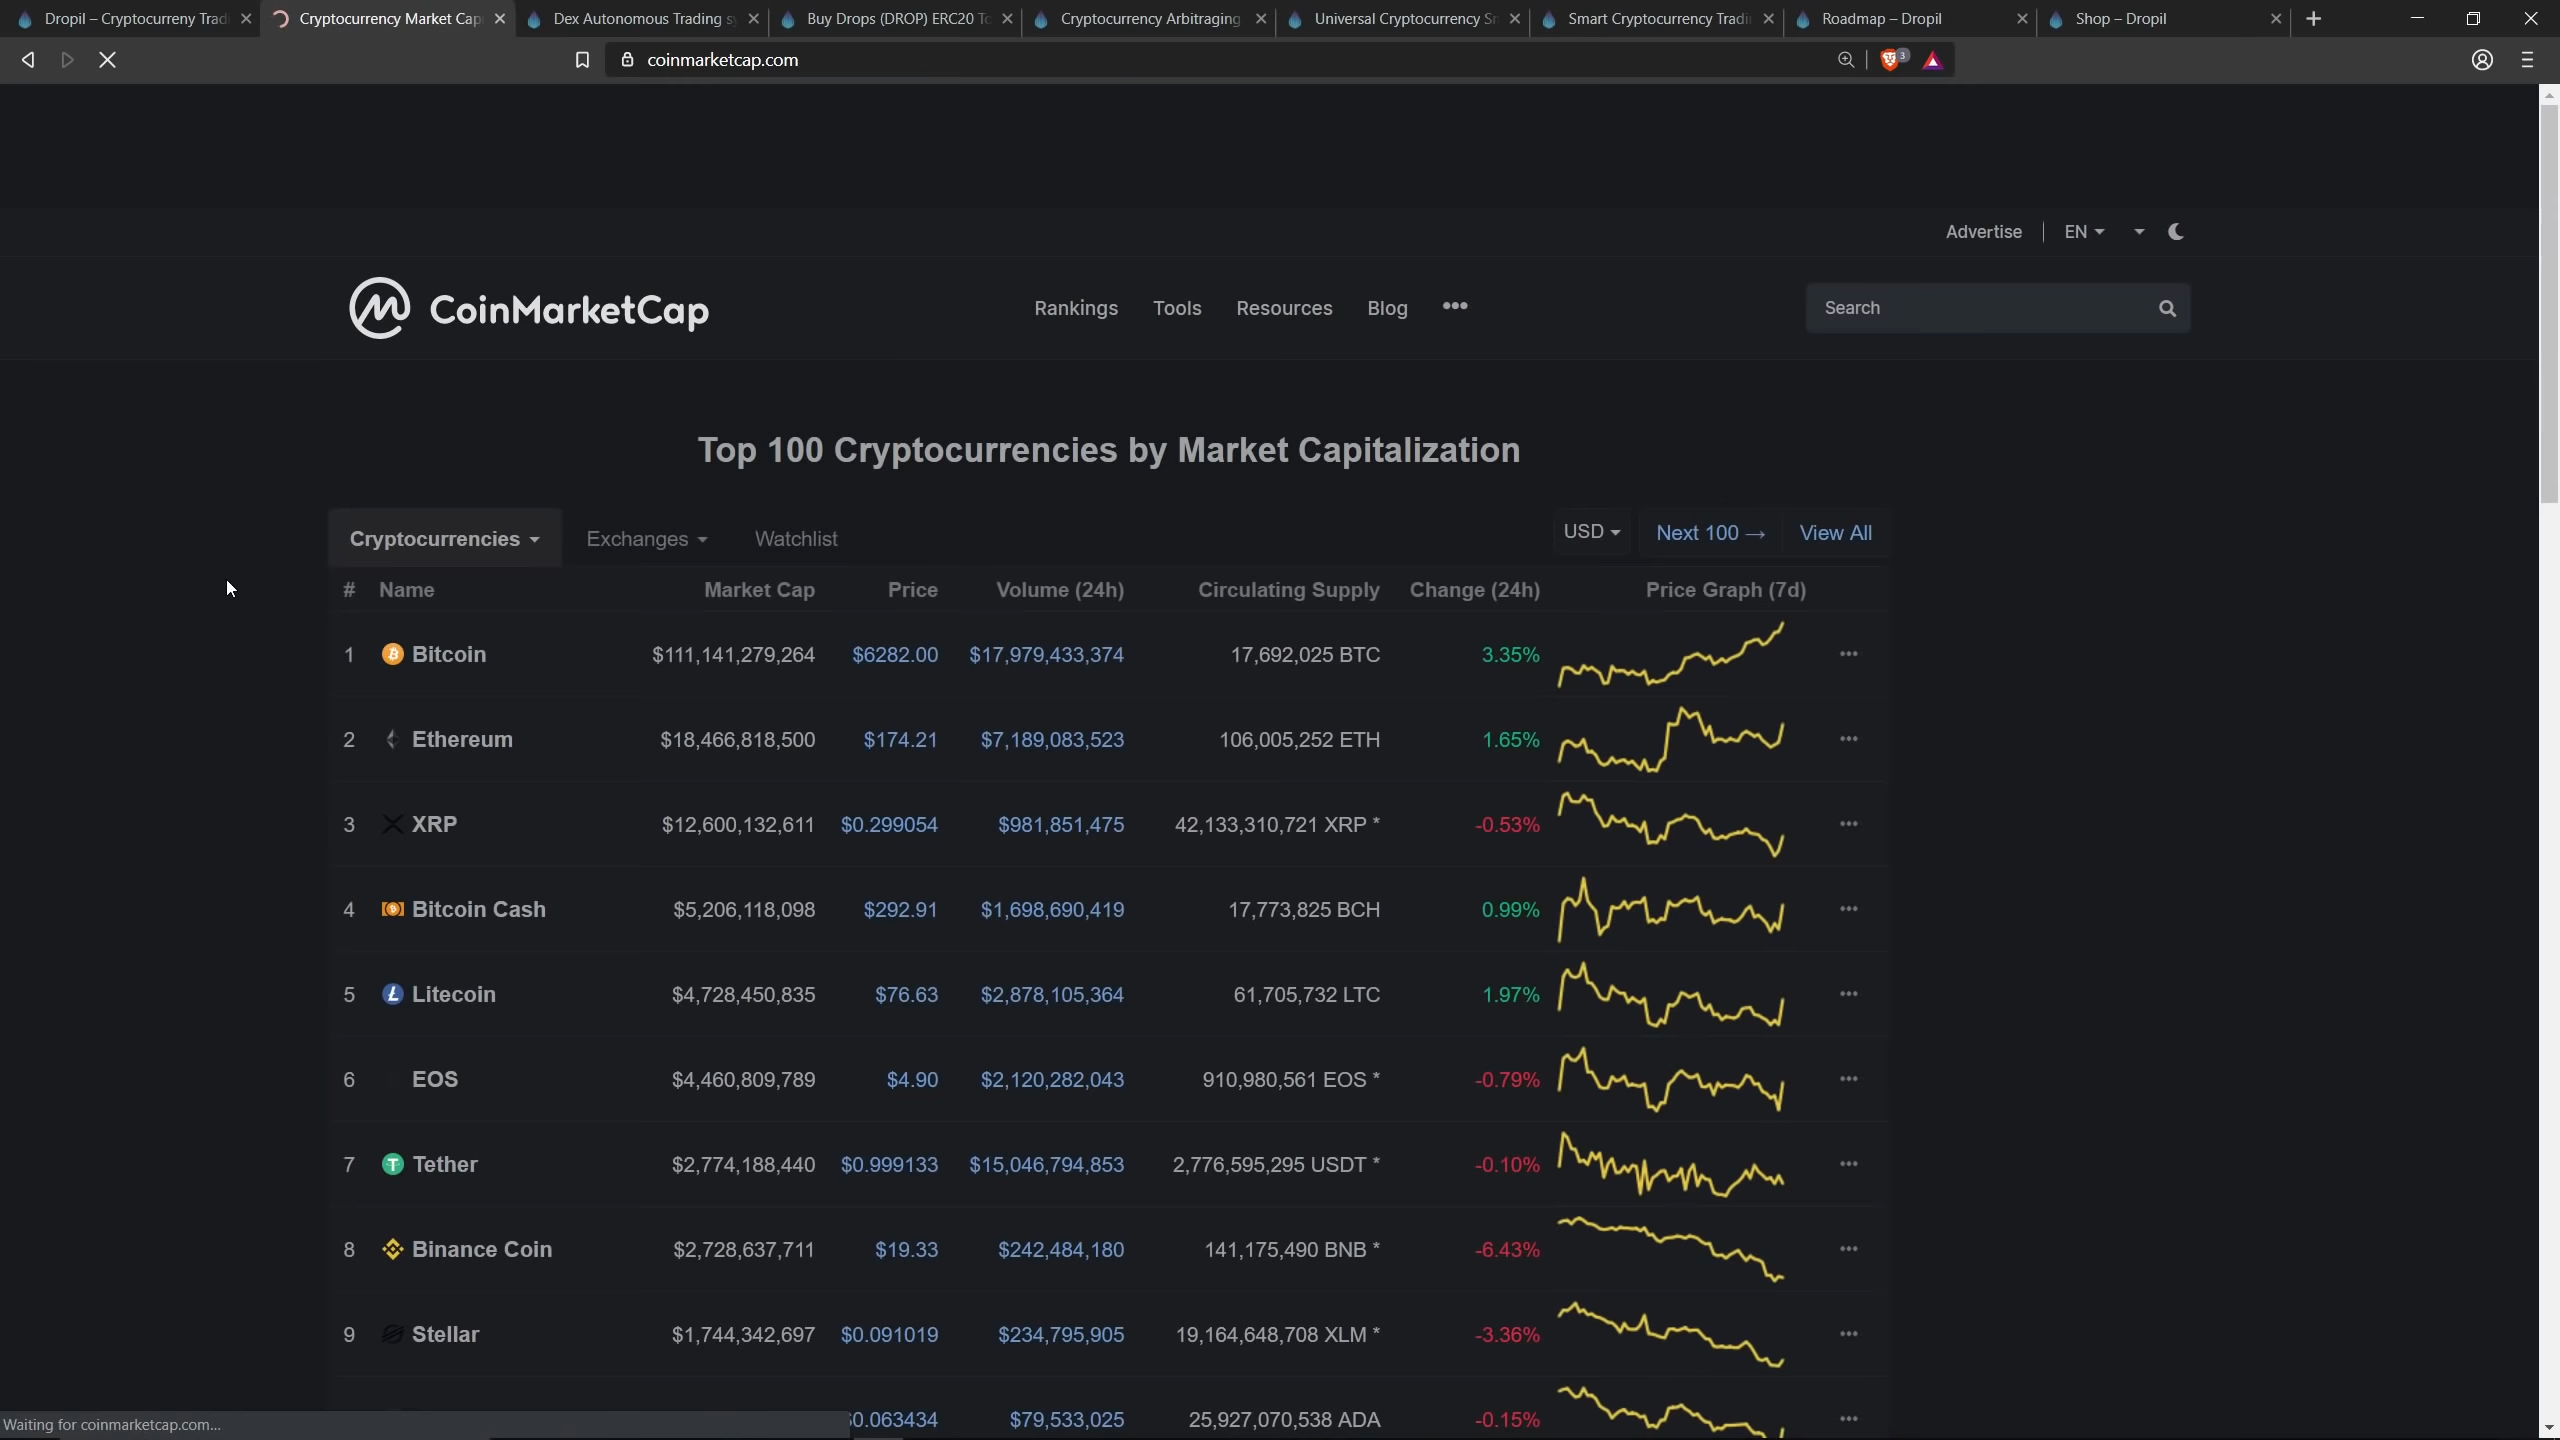 Dropil – Cryptocurreny Tradi
Cryptocurrency Market Cap
Dex Autonomous Trading s
Buy Drops (DROP) ERC20 To
Cryptocurrency Arbitraging
Universal Cryptocurrency Sm
Smart Cryptocurrency Tradi
Roadmap – Dropil
Shop – Dropil
coinmarketcap.com
3
Advertise
EN
CoinMarketCap
Rankings Tools Resources Blog •••
Search
Top 100 Cryptocurrencies by Market Capitalization
Cryptocurrencies Exchanges Watchlist USD Next 100 → View All
# Name Market Cap Price Volume (24h) Circulating Supply Change (24h) Price Graph (7d)
1 Bitcoin $111,141,279,264 $6282.00 $17,979,433,374 17,692,025 BTC 3.35%
2 Ethereum $18,466,818,500 $174.21 $7,189,083,523 106,005,252 ETH 1.65%
3 XRP $12,600,132,611 $0.299054 $981,851,475 42,133,310,721 XRP * -0.53%
4 Bitcoin Cash $5,206,118,098 $292.91 $1,698,690,419 17,773,825 BCH 0.99%
5 Litecoin $4,728,450,835 $76.63 $2,878,105,364 61,705,732 LTC 1.97%
6 EOS $4,460,809,789 $4.90 $2,120,282,043 910,980,561 EOS * -0.79%
7 Tether $2,774,188,440 $0.999133 $15,046,794,853 2,776,595,295 USDT * -0.10%
8 Binance Coin $2,728,637,711 $19.33 $242,484,180 141,175,490 BNB * -6.43%
9 Stellar $1,744,342,697 $0.091019 $234,795,905 19,164,648,708 XLM * -3.36%
0.063434 $79,533,025 25,927,070,538 ADA -0.15%
Waiting for coinmarketcap.com...